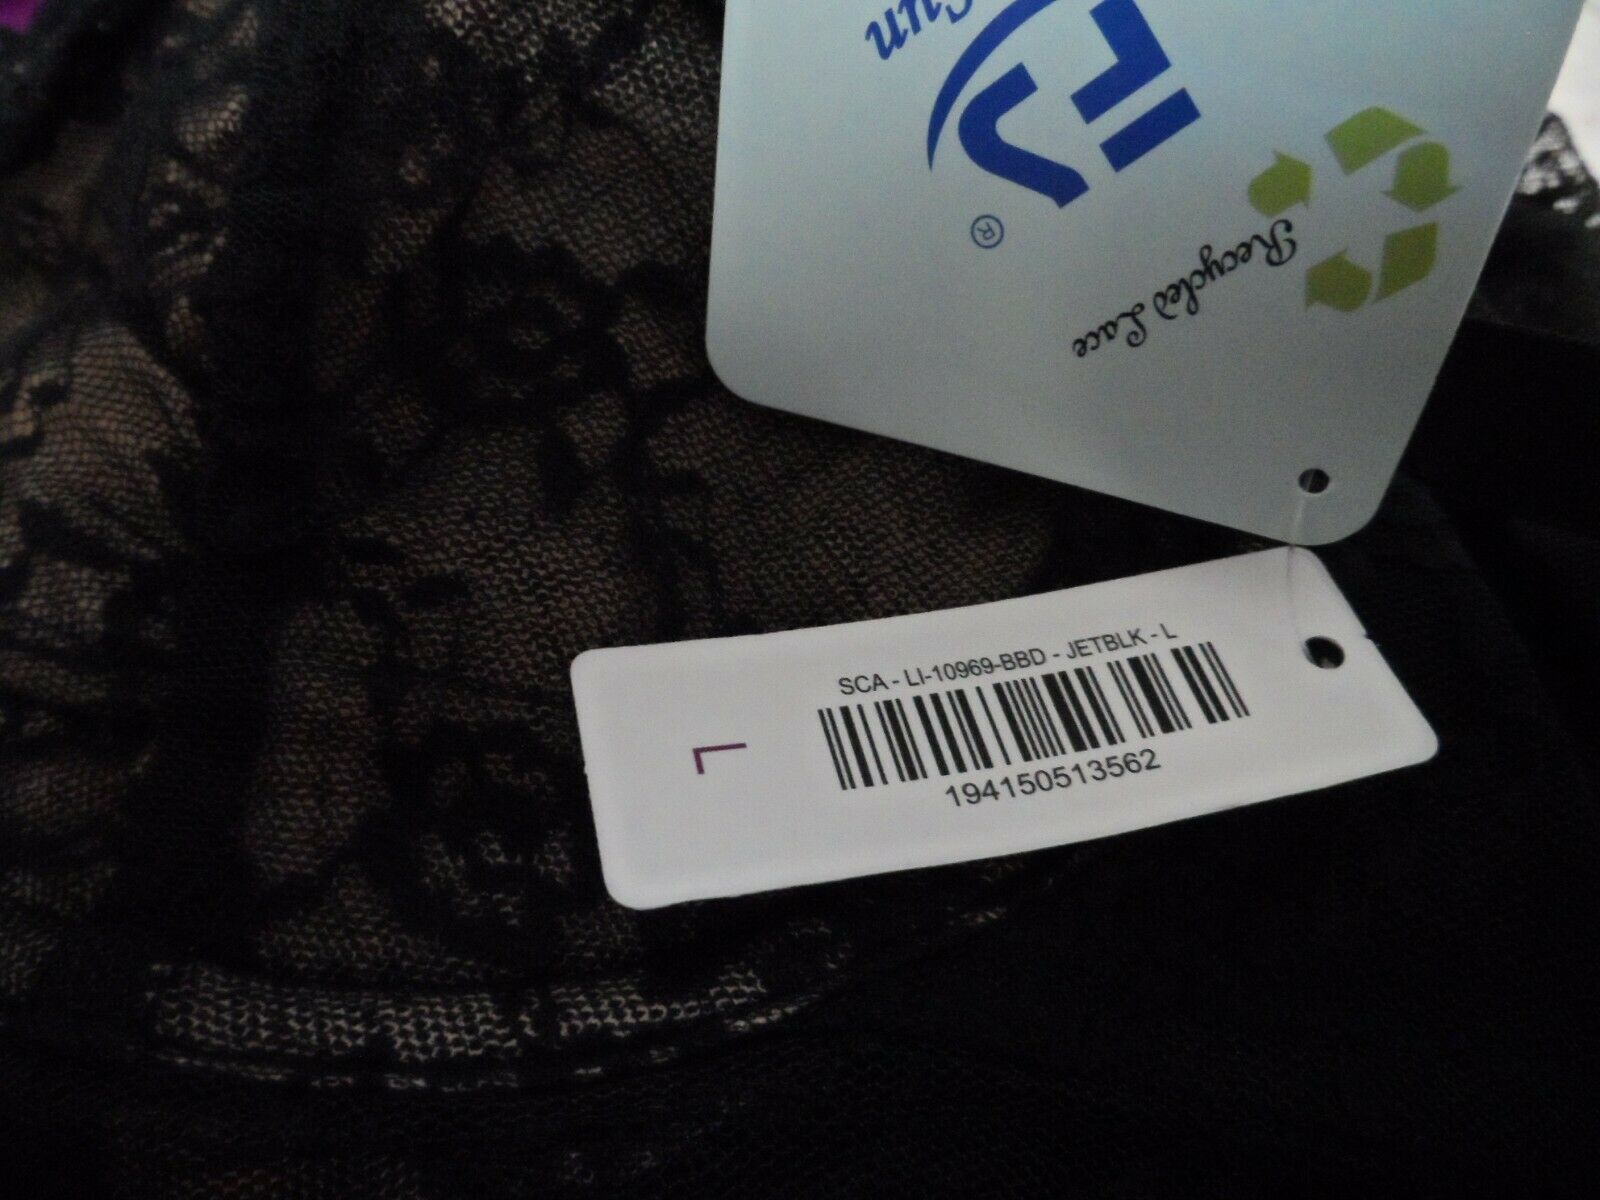 Recycled Lace
®
SCA - LI-10969-BBD - JETBLK - L
L
194150513562